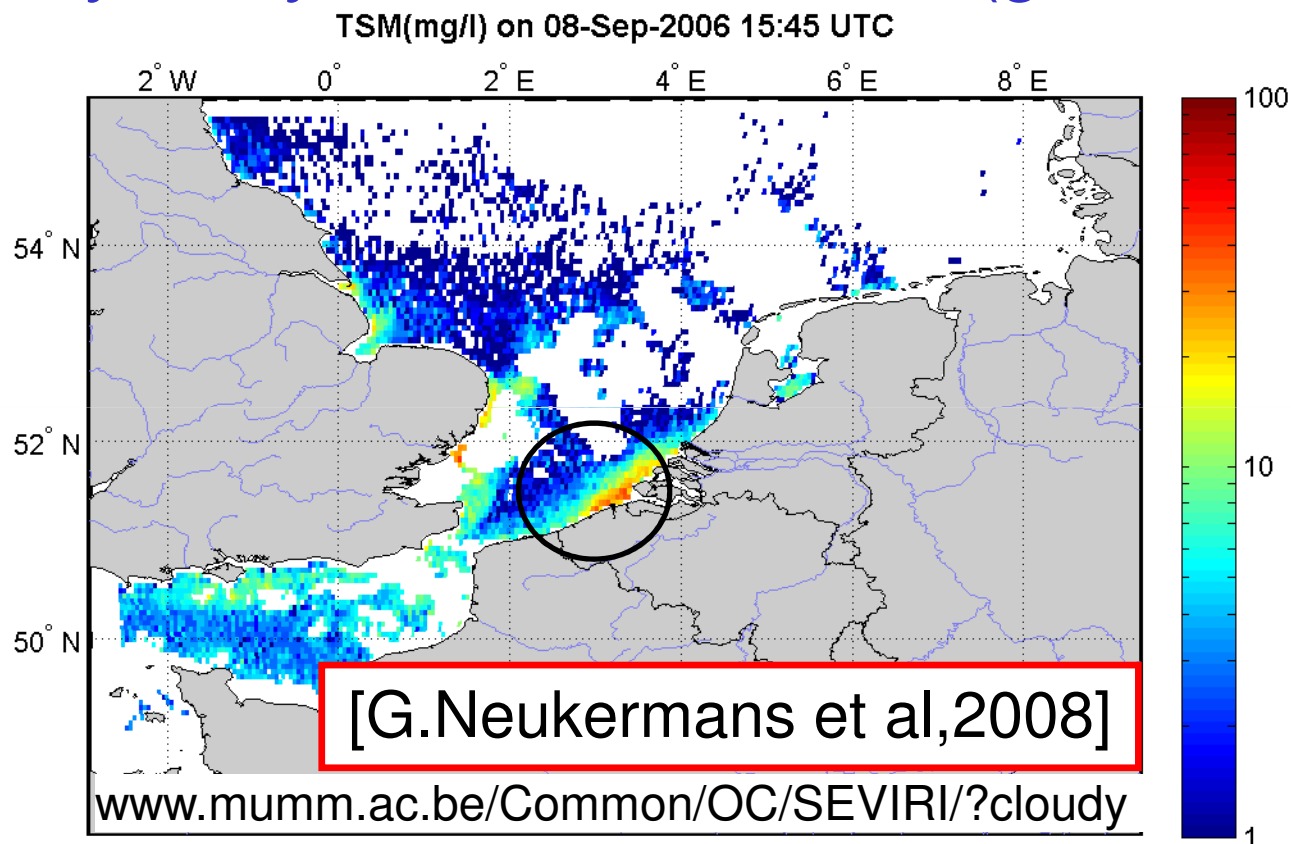 TSM(mg/l) on 08-Sep-2006 15:45 UTC
2° W 0° 2° E 4° E 6° E 8° E
100
54° N
52° N
10
50° N
[G.Neukermans et al,2008]
www.mumm.ac.be/Common/OC/SEVIRI/?cloudy
1